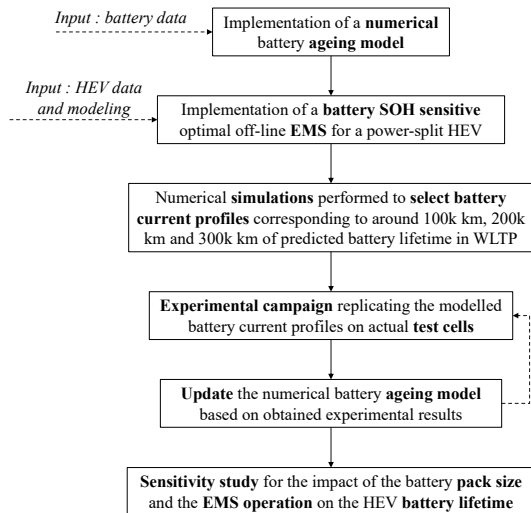 Input : battery data
Implementation of a numerical
battery ageing model
Input : HEV data
and modeling
Implementation of a battery SOH sensitive
optimal off-line EMS for a power-split HEV
Numerical simulations performed to select battery
current profiles corresponding to around 100k km, 200k
km and 300k km of predicted battery lifetime in WLTP
Experimental campaign replicating the modelled
battery current profiles on actual test cells
Update the numerical battery ageing model
based on obtained experimental results
Sensitivity study for the impact of the battery pack size
and the EMS operation on the HEV battery lifetime